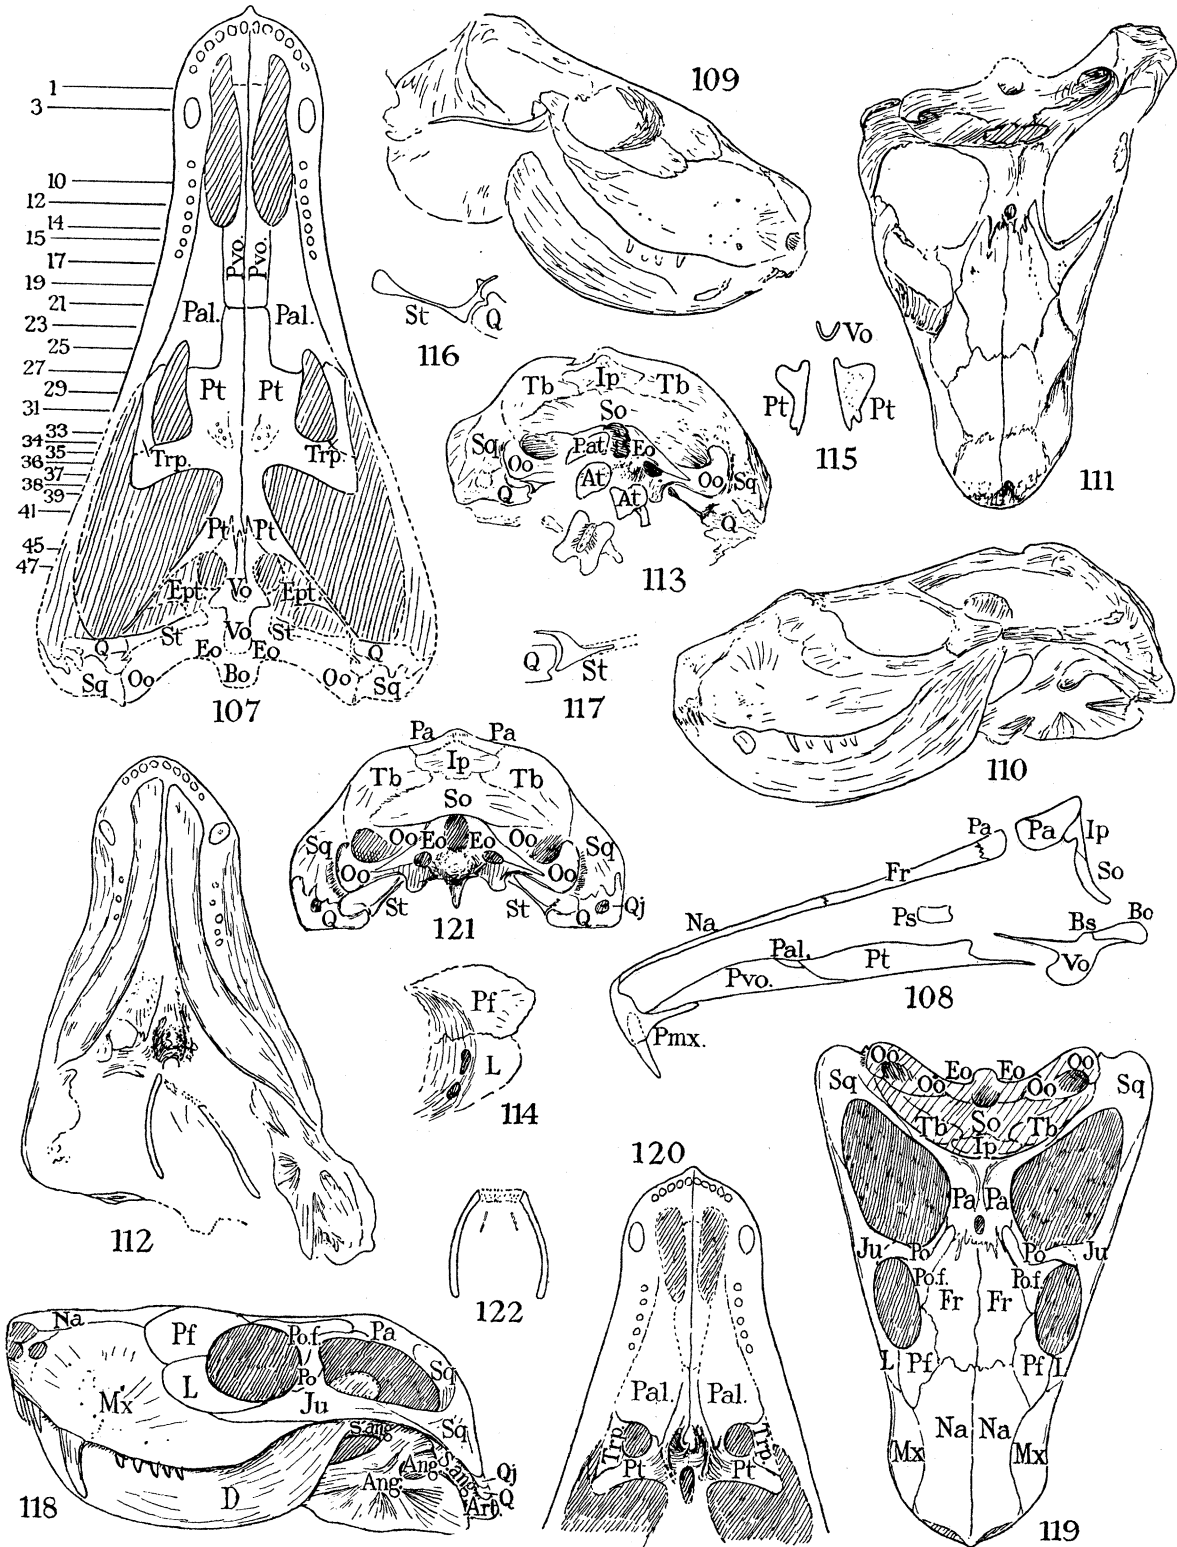 1
3
10
12
14
15
17
19
21
23
25
27
29
31
33
34
35
36
37
38
39
41
45
47
Pvo. Pvo.
Pal. Pal.
Pt Pt
Trp. Trp.
Pt Pt
Ept. Vo Ept.
St Vo St
Q Eo Eo Q
Sq Oo Bo Oo Sq
107
109
St Q
116
111
Vo
Pt Pt
115
Tb Ip Tb
So
Sq Oo P.at Eo Oo Sq
At
At
Q Q
113
Q St
117
110
Pa Pa
Ip
Tb Tb
So
Sq Oo Eo Eo Oo Sq
Oo Oo
Q St St Q Qj
121
Pa Pa Ip
Fr So
Na
Ps Bs Bo
Pal. Pt Vo
Pvo.
Pmx.
108
112
Pf
L
114
122
120
Pal. Pal.
Trp. Trp.
Pt Pt
Oo Eo Eo Oo
Sq Oo Oo Sq
So
Tb Tb
Ip
Pa Pa
Ju Po Po Ju
Po.f. Po.f.
Fr Fr
L Pf Pf L
Na Na
Mx Mx
119
Na Pf Po.f. Pa
Sq
L Po
Mx Ju
S.ang Sq
Ang S.ang
Ang Qj
D Art. Q
118